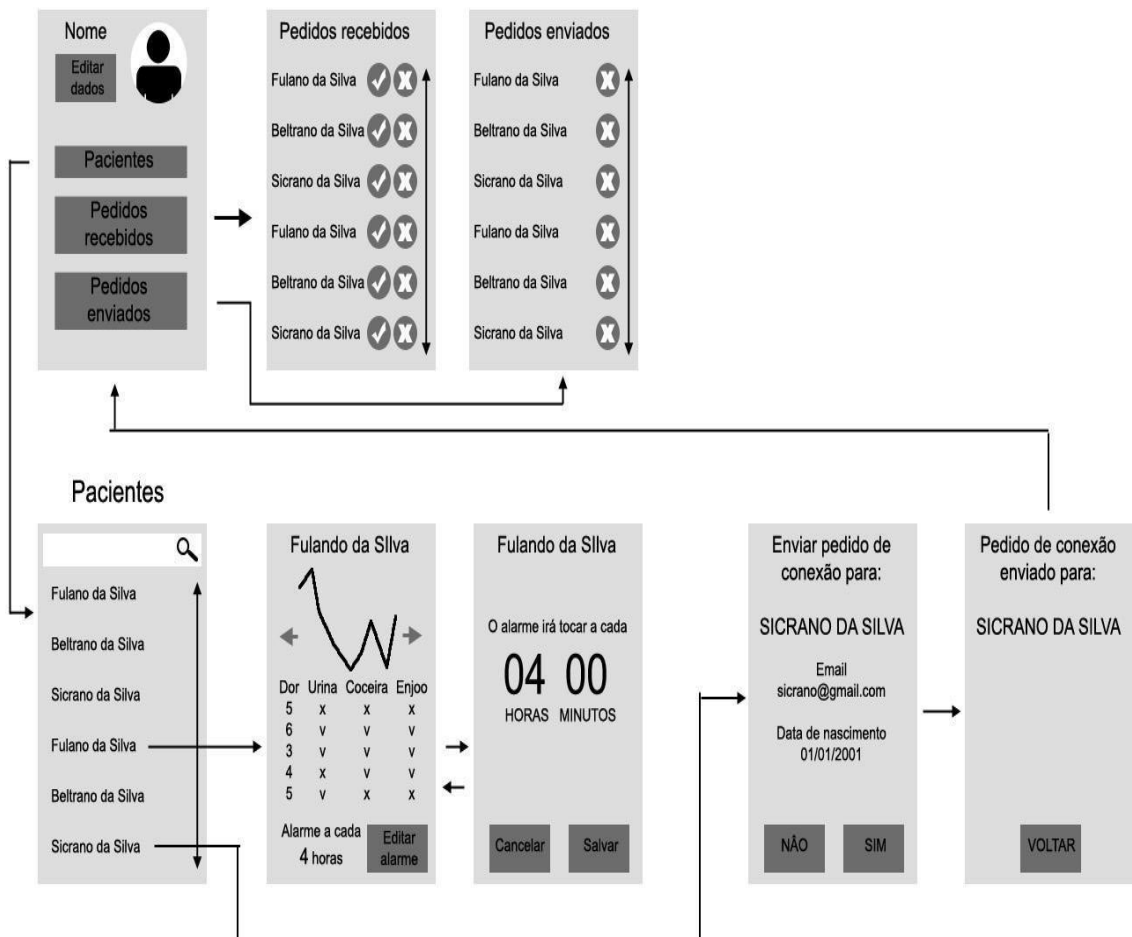 Nome
Editar
dados
Pacientes
Pedidos
recebidos
Pedidos
enviados
Pedidos recebidos
Fulano da Silva
Beltrano da Silva
Sicrano da Silva
Fulano da Silva
Beltrano da Silva
Sicrano da Silva
Pedidos enviados
Fulano da Silva
Beltrano da Silva
Sicrano da Silva
Fulano da Silva
Beltrano da Silva
Sicrano da Silva
Pacientes
Fulano da Silva
Beltrano da Silva
Sicrano da Silva
Fulano da Silva
Beltrano da Silva
Sicrano da Silva
Fulando da SIlva
Dor Urina Coceira Enjoo
5 x x x
6 v v v
3 v v v
4 x v v
5 v x x
Alarme a cada
4 horas
Editar
alarme
Fulando da SIlva
O alarme irá tocar a cada
04 00
HORAS MINUTOS
Cancelar Salvar
Enviar pedido de
conexão para:
SICRANO DA SILVA
Email
sicrano@gmail.com
Data de nascimento
01/01/2001
NÂO SIM
Pedido de conexão
enviado para:
SICRANO DA SILVA
VOLTAR